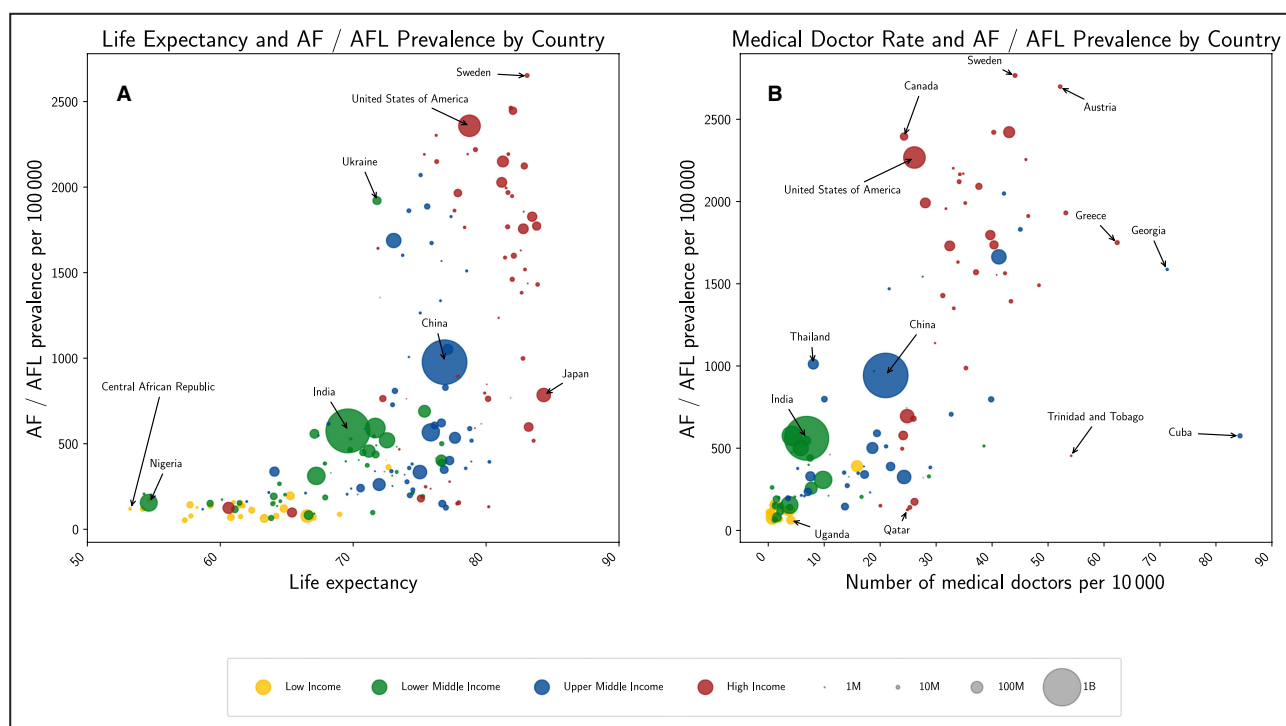 Life Expectancy and AF / AFL Prevalence by Country
A
Sweden
United States of America
Ukraine
China
India
Japan
Central African Republic
Nigeria
AF / AFL prevalence per 100 000
2500
2000
1500
1000
500
0
50
60
70
80
90
Life expectancy
Medical Doctor Rate and AF / AFL Prevalence by Country
B
Sweden
Canada
Austria
United States of America
Greece
Georgia
Thailand
China
India
Trinidad and Tobago
Cuba
Qatar
Uganda
AF / AFL prevalence per 100 000
2500
2000
1500
1000
500
0
0
10
20
30
40
50
60
70
80
90
Number of medical doctors per 10 000
Low Income
Lower Middle Income
Upper Middle Income
High Income
1M
10M
100M
1B